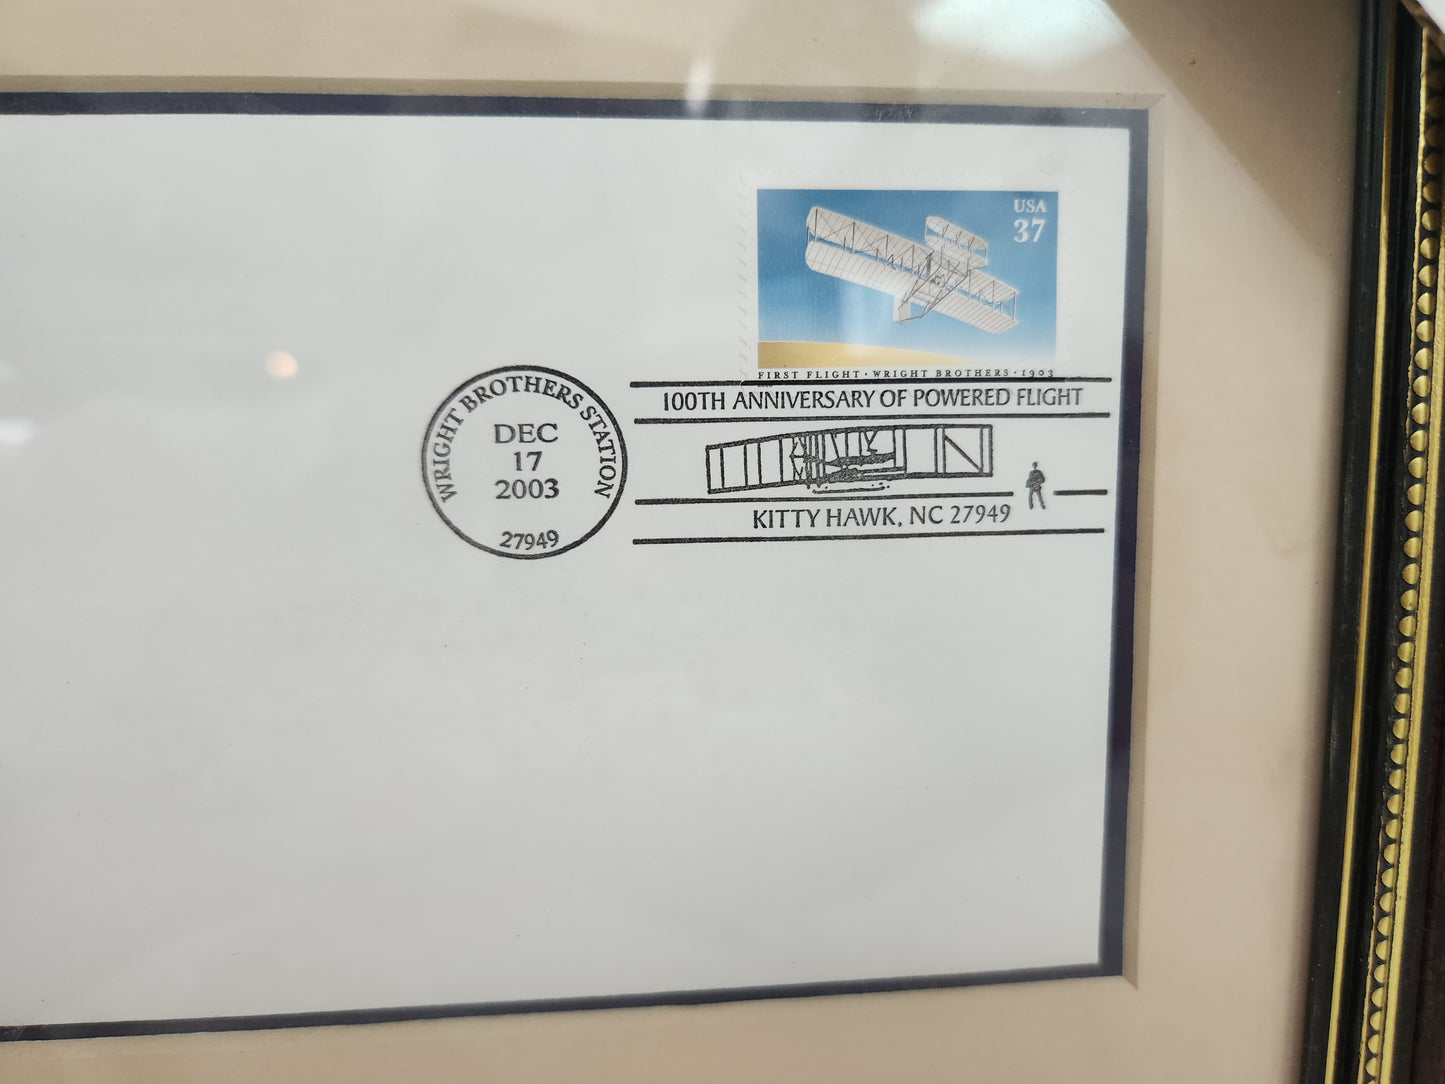 USA
37
FIRST FLIGHT · WRIGHT BROTHERS · 1903
WRIGHT BROTHERS STATION
DEC
17
2003
27949
100TH ANNIVERSARY OF POWERED FLIGHT
KITTY HAWK, NC 27949